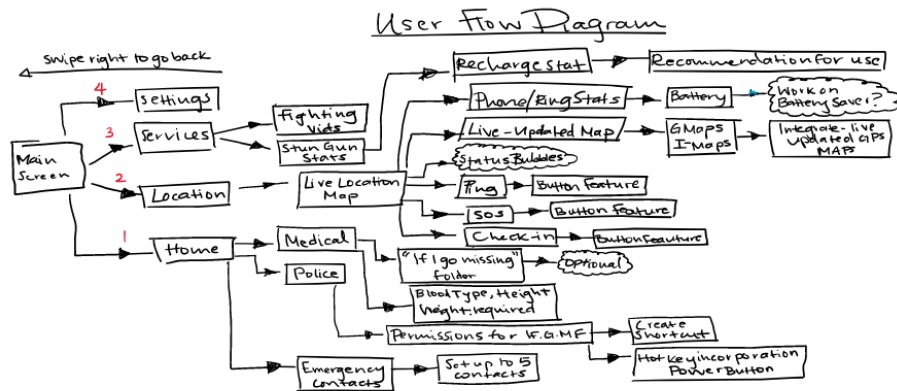 User Flow Diagram
swipe right to go back
Recharge Stat
Recommendation for use
4
Settings
Phone/Ring Stats
Battery
Work on
Battery Saver?
3
Services
Fighting
Vids
Stun Gun
Stats
Live-Updated Map
GMaps
I-Maps
Integrate-live
updated GPS
MAPS
Main
Screen
Status Bubbles
2
Location
Live Location
Map
Ping
Button Feature
SOS
Button Feature
Check-in
Button Feauture
1
Home
Medical
"If I go missing"
folder
Optional
Police
Blood Type, Height
Weight, required
Permissions for I.F.G.M.F
Create
Shortcut
Hot Key incorporation
Power Button
Emergency
contacts
Set up to 5
contacts